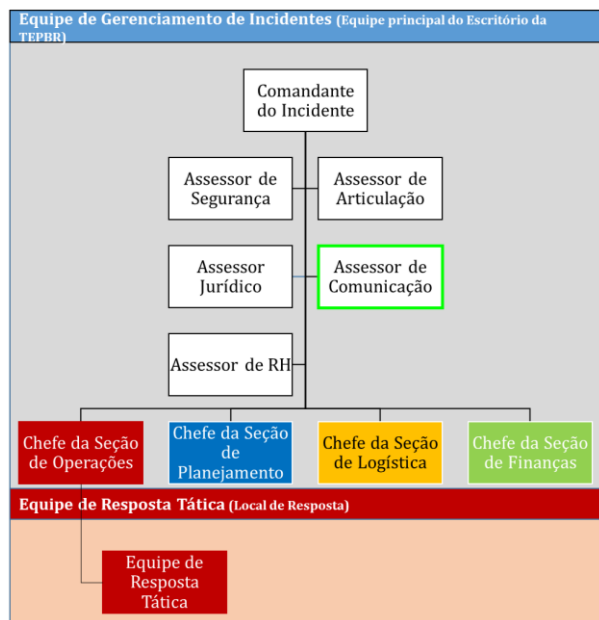 Equipe de Gerenciamento de Incidentes (Equipe principal do Escritório da
TEPBR)
Comandante
do Incidente
Assessor de
Segurança
Assessor de
Articulação
Assessor
Jurídico
Assessor de
Comunicação
Assessor de RH
Chefe da Seção
de Operações
Chefe da Seção
de
Planejamento
Chefe da Seção
de Logística
Chefe da Seção
de Finanças
Equipe de Resposta Tática (Local de Resposta)
Equipe de
Resposta
Tática